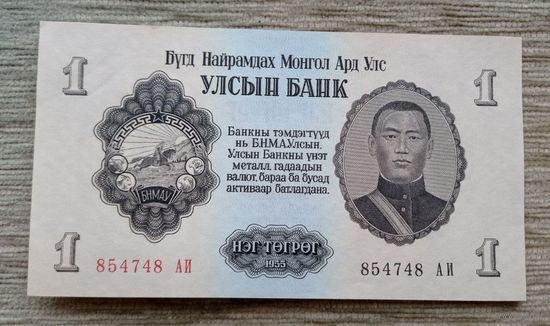 Бүгд Найрамдах Монгол Ард Улс
УЛСЫН БАНК
1
1
Банкны тэмдэгтүүд
нь Б.Н.М.А.Улсын.
Улсын Банкны үнэт
металл, гадаадын
валют, бараа ба бусад
активаар батлагдана.
БНМАУ
1
НЭГ ТӨГРӨГ
1955
1
854748 АИ
854748 АИ